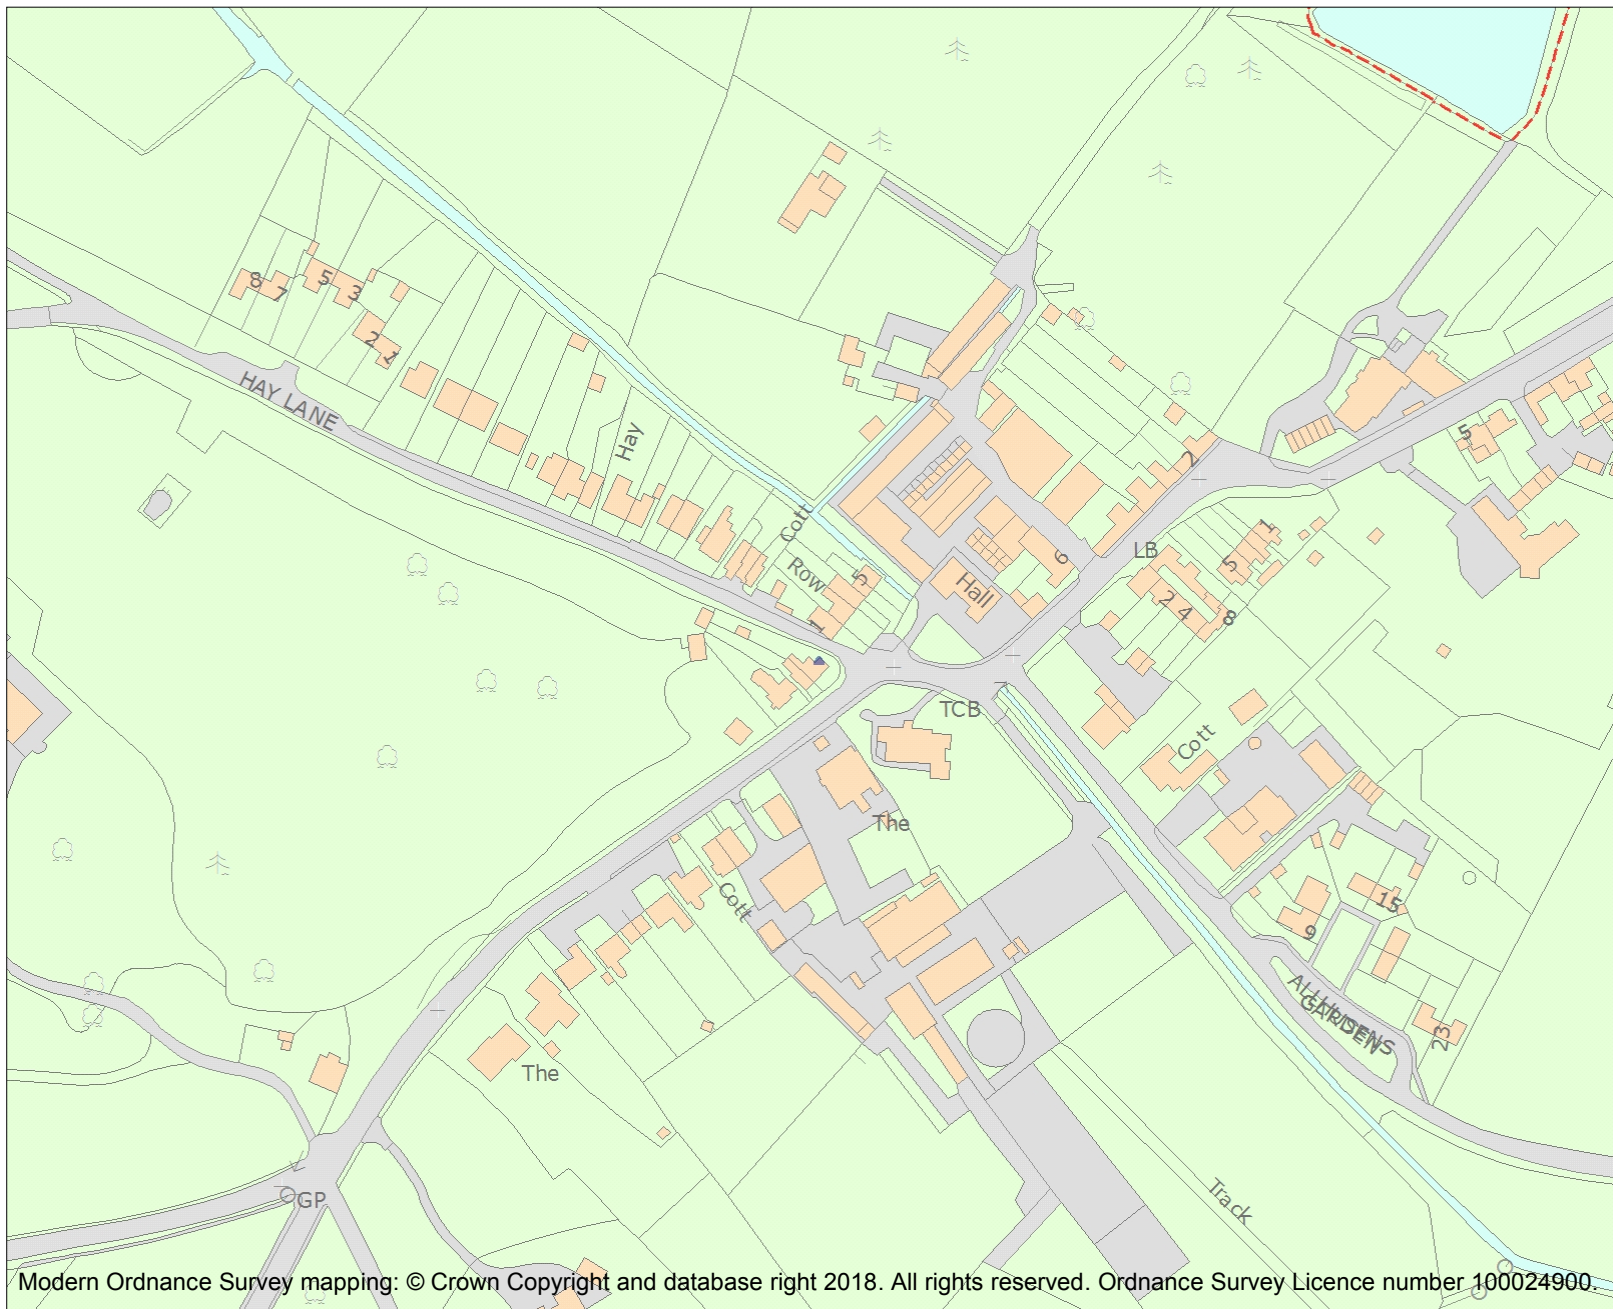 8
7
5
3
2
1
HAY LANE
Hay
Cott
Row
5
1
Hall
6
2
LB
5
1
5
2
4
8
TCB
Cott
The
Cott
15
9
GARDENS
23
The
GP
Track
Modern Ordnance Survey mapping: © Crown Copyright and database right 2018. All rights reserved. Ordnance Survey Licence number 100024900.